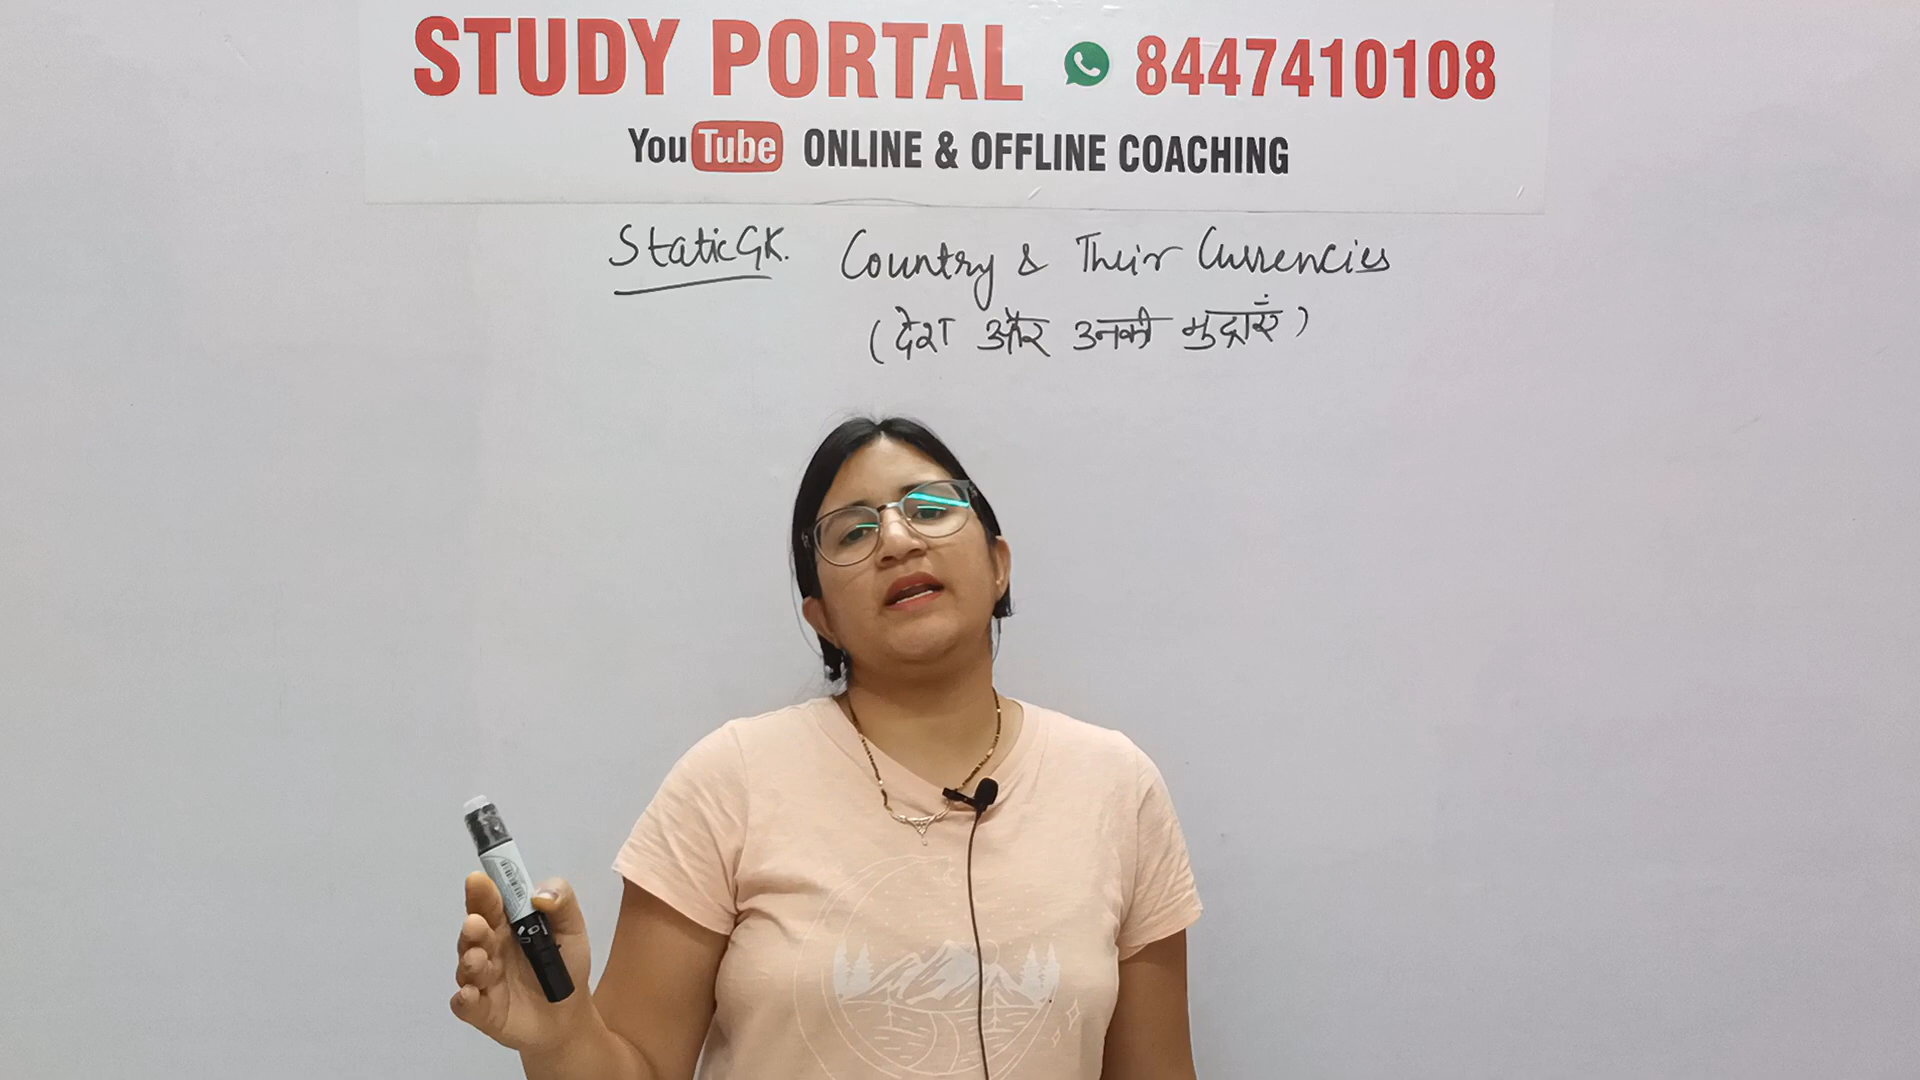 STUDY PORTAL 8447410108
YouTube ONLINE & OFFLINE COACHING
Static GK. Country & Their Currencies
(देश और उनकी मुद्राएं)